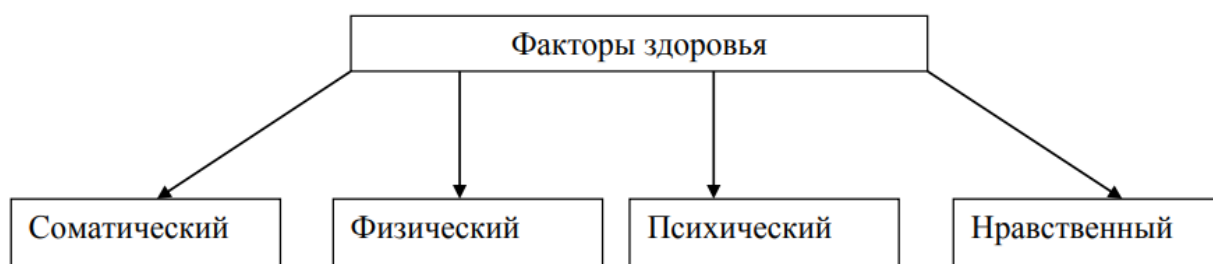 Факторы здоровья
Соматический
Физический
Психический
Нравственный